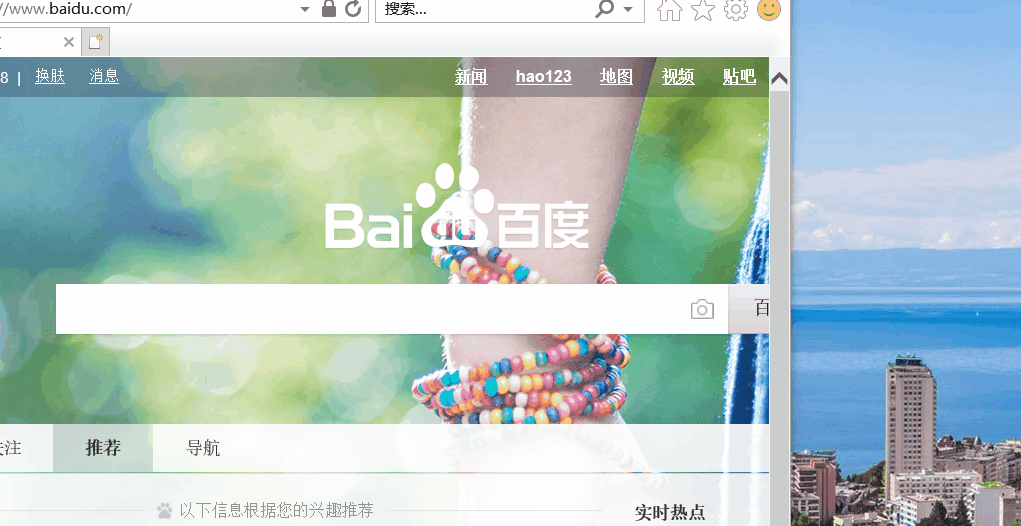 //www.baidu.com/
搜索...
8 | 换肤 消息 新闻 hao123 地图 视频 贴吧
Bai du 百度
百
关注 推荐 导航
以下信息根据您的兴趣推荐
实时热点